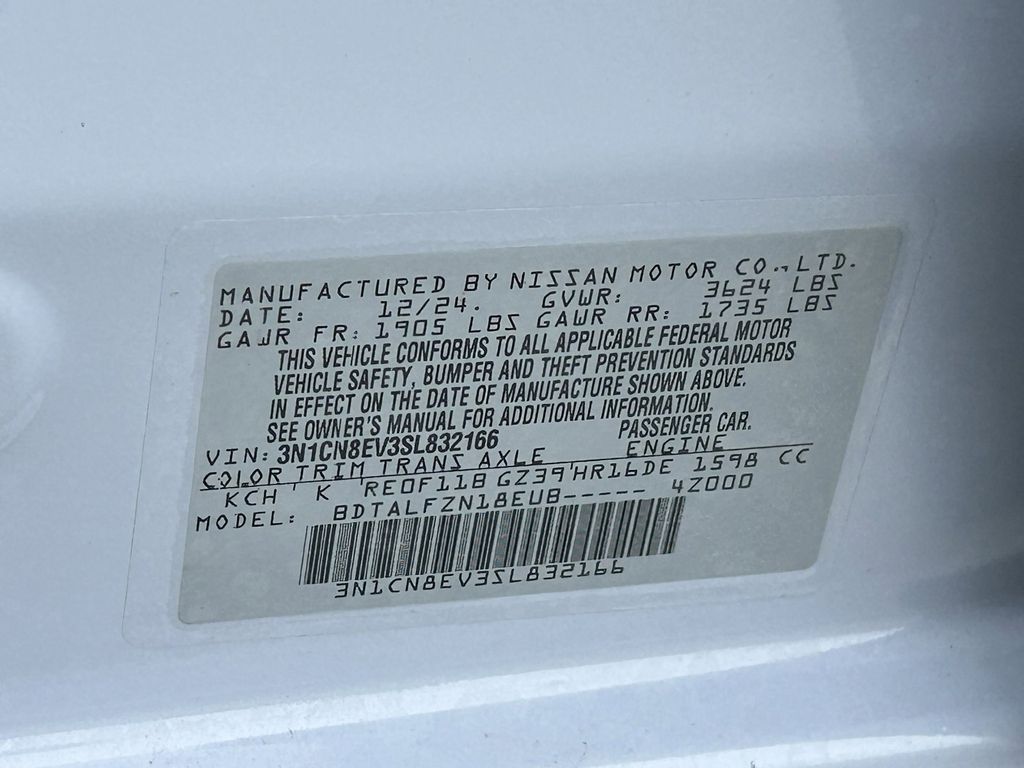 MANUFACTURED BY NISSAN MOTOR CO.,LTD.
DATE: 12/24. GVWR: 3624 LBS
GAWR FR: 1905 LBS GAWR RR: 1735 LBS
THIS VEHICLE CONFORMS TO ALL APPLICABLE FEDERAL MOTOR
VEHICLE SAFETY, BUMPER AND THEFT PREVENTION STANDARDS
IN EFFECT ON THE DATE OF MANUFACTURE SHOWN ABOVE.
SEE OWNER'S MANUAL FOR ADDITIONAL INFORMATION.
VIN: 3N1CN8EV3SL832166 PASSENGER CAR.
COLOR TRIM TRANS AXLE ENGINE
KCH ' K 'RE0F11B GZ39'HR16DE 1598 CC
MODEL: BDTALFZN18EUB----- 4Z000
3N1CN8EV3SL832166